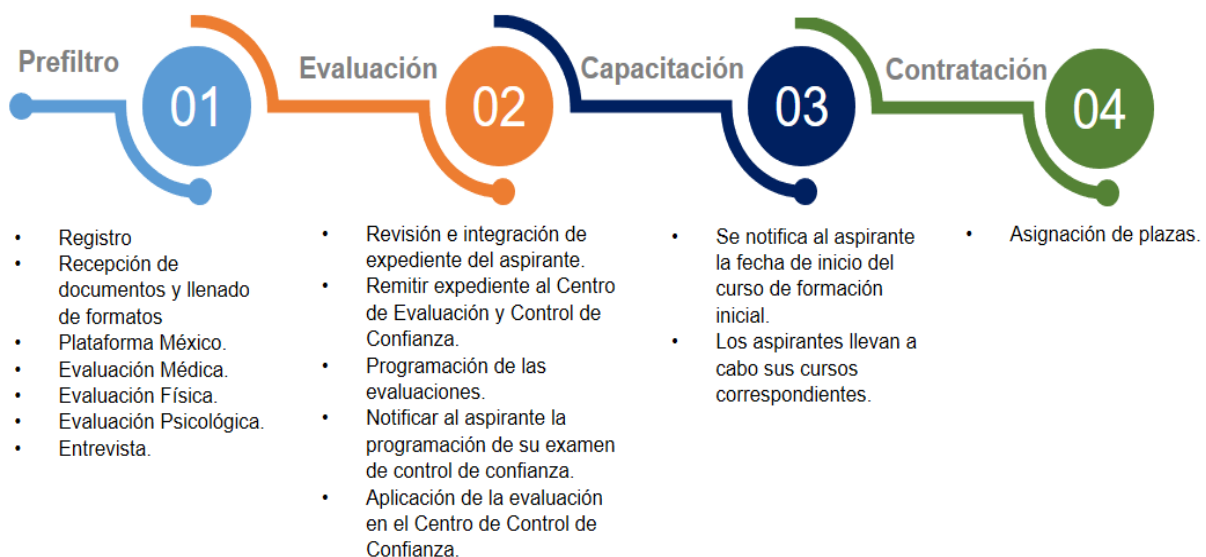 Prefiltro
01
• Registro
• Recepción de
documentos y llenado
de formatos
• Plataforma México.
• Evaluación Médica.
• Evaluación Física.
• Evaluación Psicológica.
• Entrevista.
Evaluación
02
• Revisión e integración de
expediente del aspirante.
• Remitir expediente al Centro
de Evaluación y Control de
Confianza.
• Programación de las
evaluaciones.
• Notificar al aspirante la
programación de su examen
de control de confianza.
• Aplicación de la evaluación
en el Centro de Control de
Confianza.
Capacitación
03
• Se notifica al aspirante
la fecha de inicio del
curso de formación
inicial.
• Los aspirantes llevan a
cabo sus cursos
correspondientes.
Contratación
04
• Asignación de plazas.